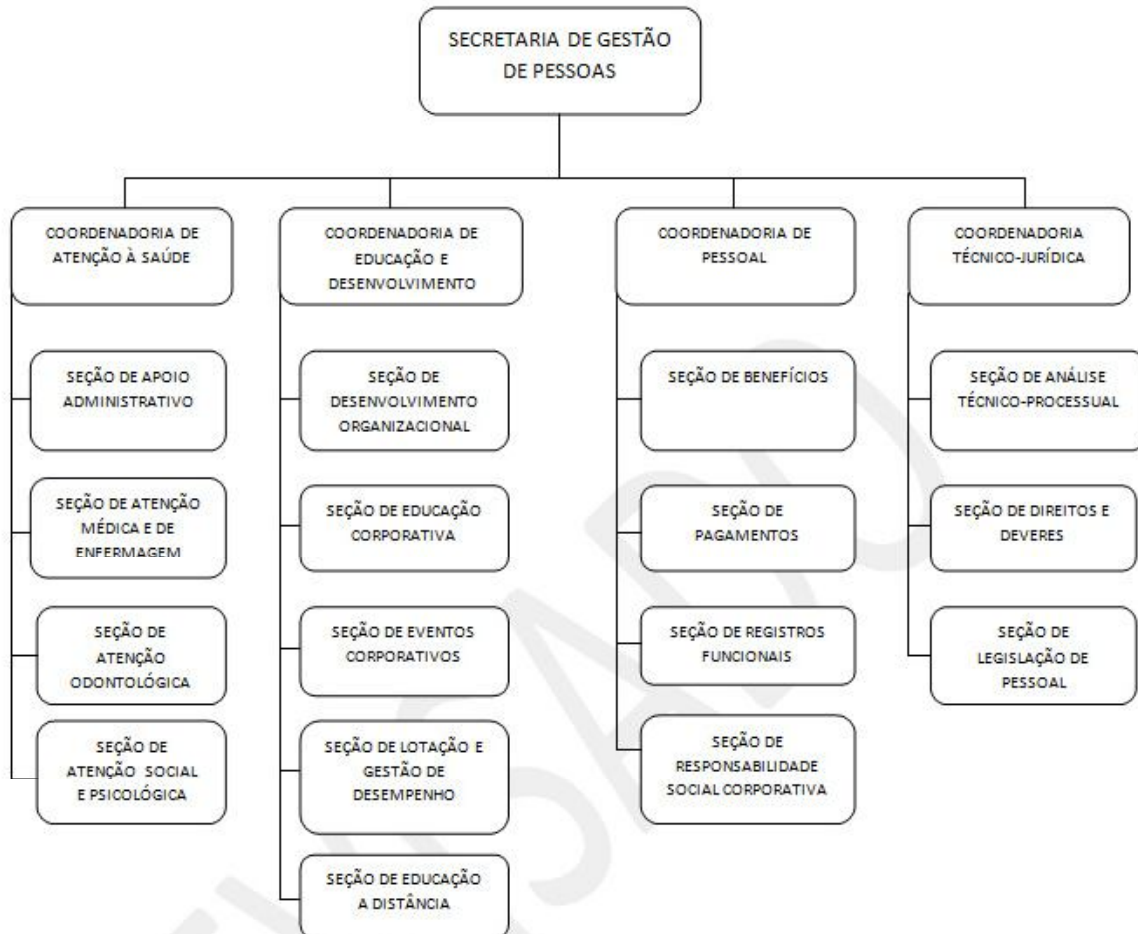 SECRETARIA DE GESTÃO
DE PESSOAS
COORDENADORIA DE
ATENÇÃO À SAÚDE
COORDENADORIA DE
EDUCAÇÃO E
DESENVOLVIMENTO
COORDENADORIA DE
PESSOAL
COORDENADORIA
TÉCNICO-JURÍDICA
SEÇÃO DE APOIO
ADMINISTRATIVO
SEÇÃO DE
DESENVOLVIMENTO
ORGANIZACIONAL
SEÇÃO DE BENEFÍCIOS
SEÇÃO DE ANÁLISE
TÉCNICO-PROCESSUAL
SEÇÃO DE ATENÇÃO
MÉDICA E DE
ENFERMAGEM
SEÇÃO DE EDUCAÇÃO
CORPORATIVA
SEÇÃO DE
PAGAMENTOS
SEÇÃO DE DIREITOS E
DEVERES
SEÇÃO DE
ATENÇÃO
ODONTOLÓGICA
SEÇÃO DE EVENTOS
CORPORATIVOS
SEÇÃO DE REGISTROS
FUNCIONAIS
SEÇÃO DE
LEGISLAÇÃO DE
PESSOAL
SEÇÃO DE
ATENÇÃO SOCIAL
E PSICOLÓGICA
SEÇÃO DE LOTAÇÃO E
GESTÃO DE
DESEMPENHO
SEÇÃO DE
RESPONSABILIDADE
SOCIAL CORPORATIVA
SEÇÃO DE EDUCAÇÃO
A DISTÂNCIA